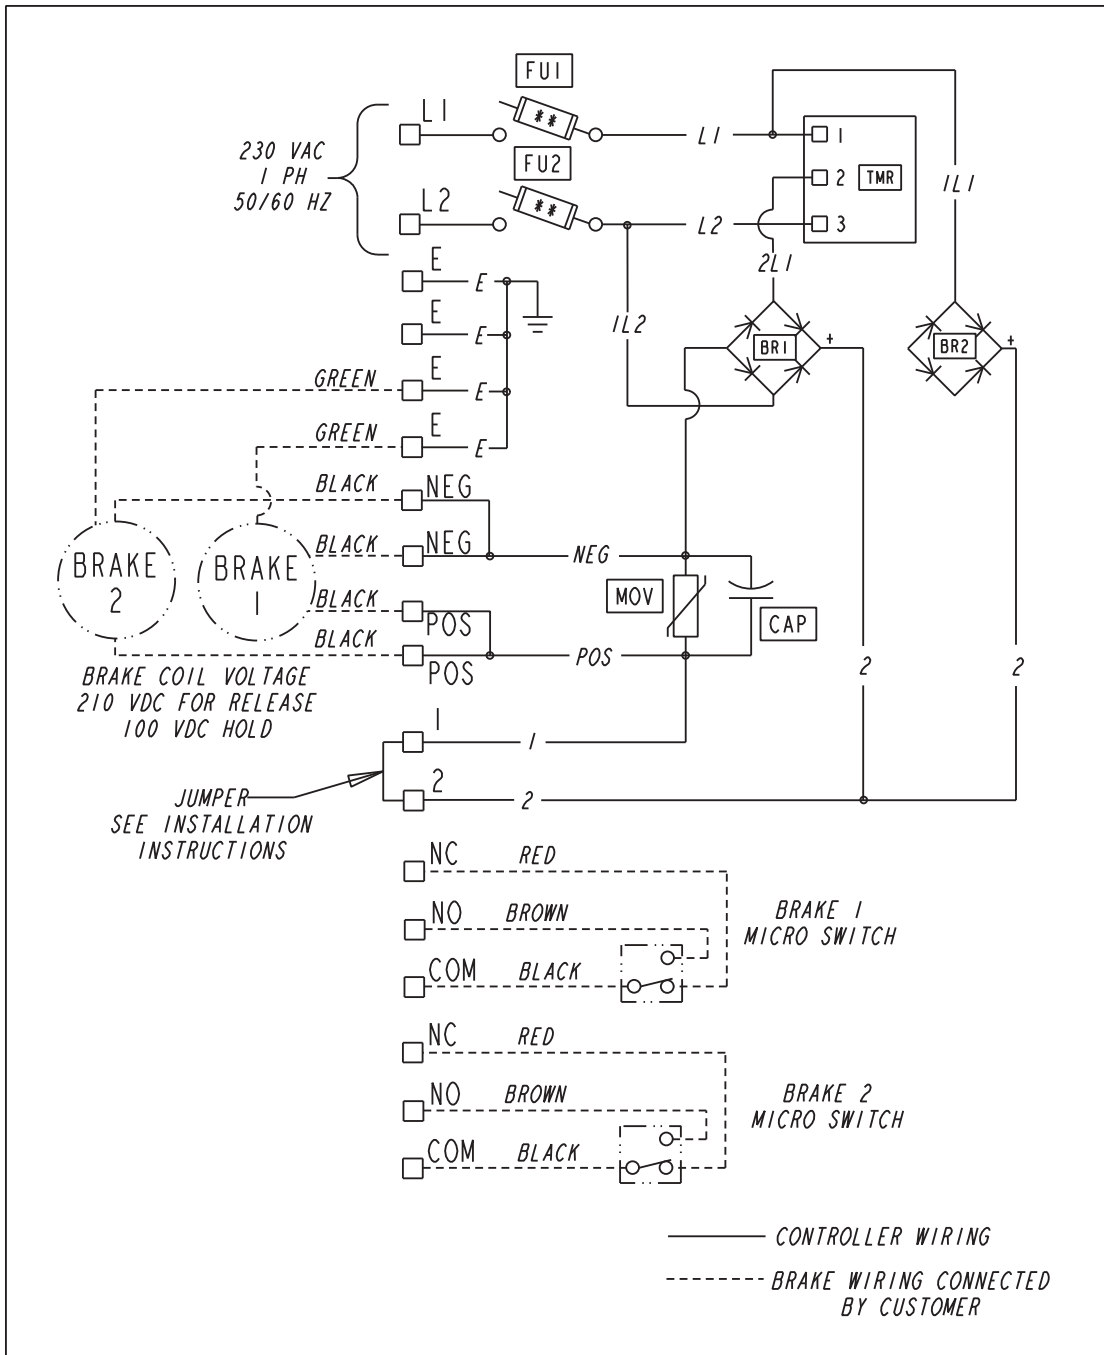 FU1
L1
**
L1
1
230 VAC
1 PH
50/60 HZ
FU2
2
TMR
1L1
L2
**
L2
3
E
E
2L1
E
E
1L2
BR1
+
BR2
+
GREEN
E
E
GREEN
E
E
BLACK
NEG
BLACK
NEG
NEG
BRAKE
2
BRAKE
1
MOV
CAP
BLACK
POS
BLACK
POS
POS
2
2
BRAKE COIL VOLTAGE
210 VDC FOR RELEASE
100 VDC HOLD
1
1
2
2
JUMPER
SEE INSTALLATION
INSTRUCTIONS
NC
RED
NO
BROWN
BRAKE 1
MICRO SWITCH
COM
BLACK
NC
RED
NO
BROWN
BRAKE 2
MICRO SWITCH
COM
BLACK
CONTROLLER WIRING
BRAKE WIRING CONNECTED
BY CUSTOMER